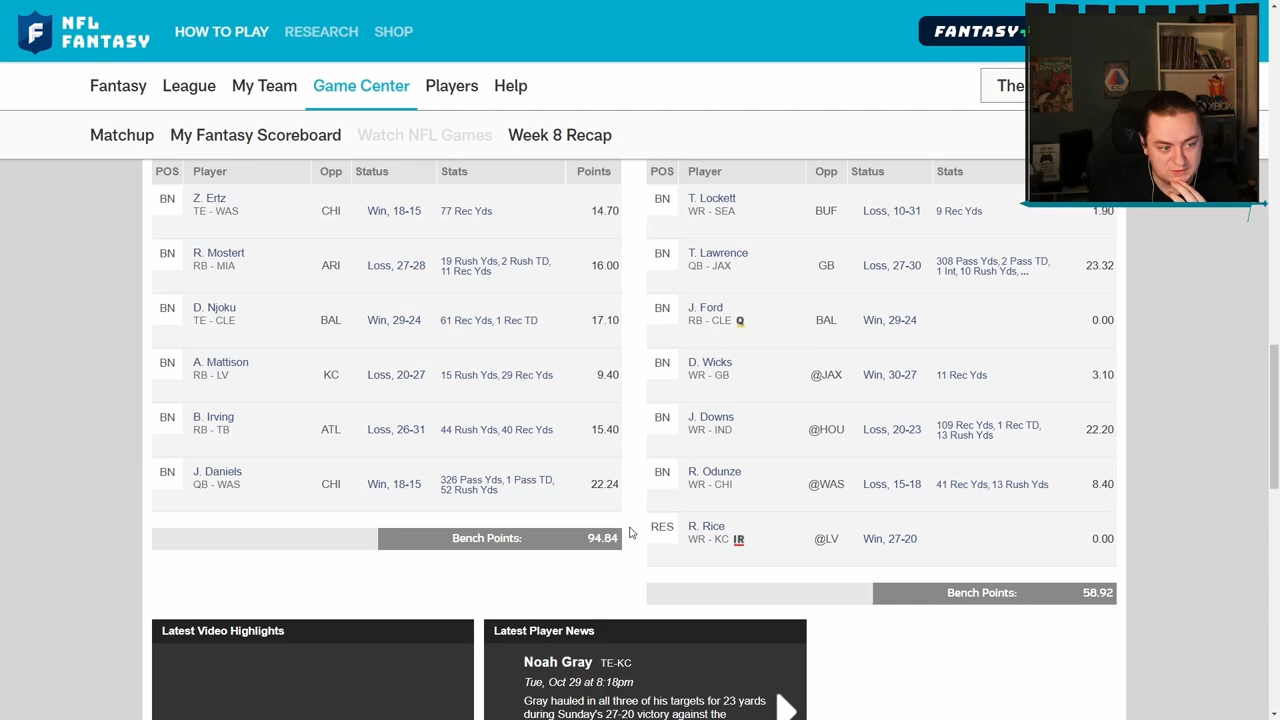 NFL
FANTASY
HOW TO PLAY
RESEARCH
SHOP
FANTASY+
Fantasy
League
My Team
Game Center
Players
Help
The
Matchup
My Fantasy Scoreboard
Watch NFL Games
Week 8 Recap
POS Player Opp Status Stats Points
BN Z. Ertz
TE - WAS CHI Win, 18-15 77 Rec Yds 14.70
BN R. Mostert
RB - MIA ARI Loss, 27-28 19 Rush Yds, 2 Rush TD,
11 Rec Yds 16.00
BN D. Njoku
TE - CLE BAL Win, 29-24 61 Rec Yds, 1 Rec TD 17.10
BN A. Mattison
RB - LV KC Loss, 20-27 15 Rush Yds, 29 Rec Yds 9.40
BN B. Irving
RB - TB ATL Loss, 26-31 44 Rush Yds, 40 Rec Yds 15.40
BN J. Daniels
QB - WAS CHI Win, 18-15 326 Pass Yds, 1 Pass TD,
52 Rush Yds 22.24
Bench Points: 94.84
POS Player Opp Status Stats
BN T. Lockett
WR - SEA BUF Loss, 10-31 9 Rec Yds 1.90
BN T. Lawrence
QB - JAX GB Loss, 27-30 308 Pass Yds, 2 Pass TD,
1 Int, 10 Rush Yds, ... 23.32
BN J. Ford
RB - CLE Q BAL Win, 29-24 0.00
BN D. Wicks
WR - GB @JAX Win, 30-27 11 Rec Yds 3.10
BN J. Downs
WR - IND @HOU Loss, 20-23 109 Rec Yds, 1 Rec TD,
13 Rush Yds 22.20
BN R. Odunze
WR - CHI @WAS Loss, 15-18 41 Rec Yds, 13 Rush Yds 8.40
RES R. Rice
WR - KC IR @LV Win, 27-20 0.00
Bench Points: 58.92
Latest Video Highlights
Latest Player News
Noah Gray TE-KC
Tue, Oct 29 at 8:18pm
Gray hauled in all three of his targets for 23 yards
during Sunday's 27-20 victory against the
XBOX